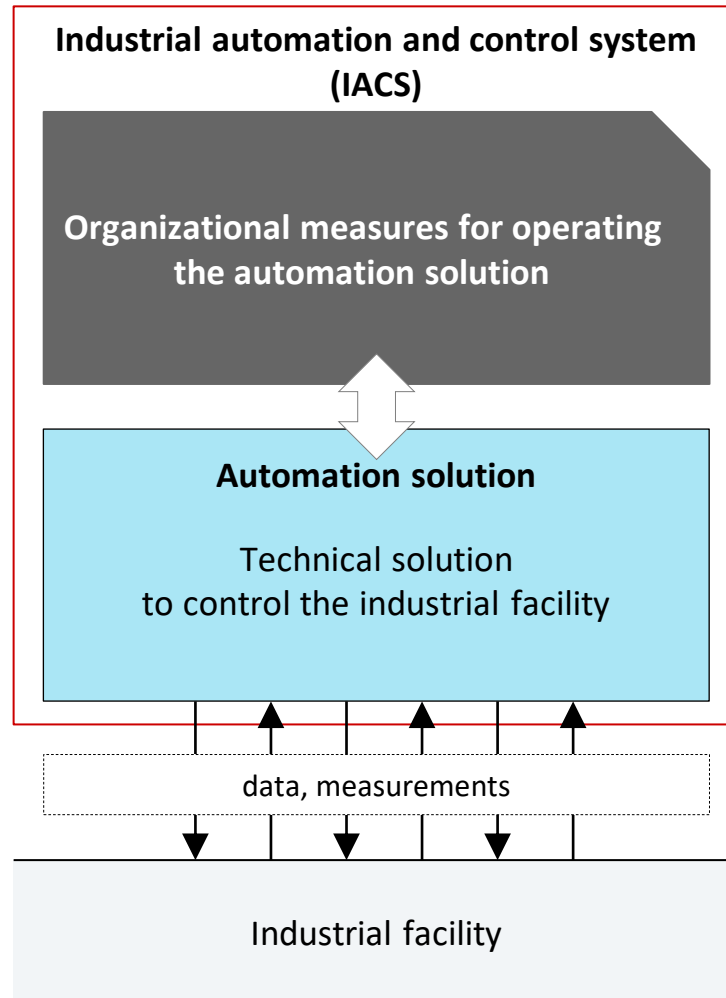 Industrial automation and control system
(IACS)
Organizational measures for operating
the automation solution
Automation solution
Technical solution
to control the industrial facility
data, measurements
Industrial facility